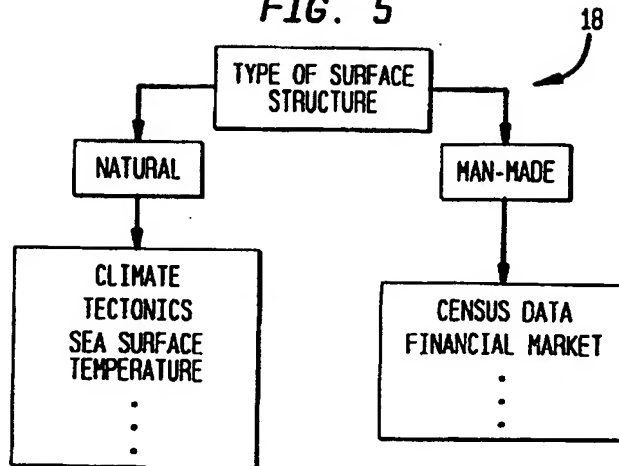 FIG. 5
18
TYPE OF SURFACE
STRUCTURE
NATURAL
MAN-MADE
CLIMATE
TECTONICS
SEA SURFACE
TEMPERATURE
CENSUS DATA
FINANCIAL MARKET